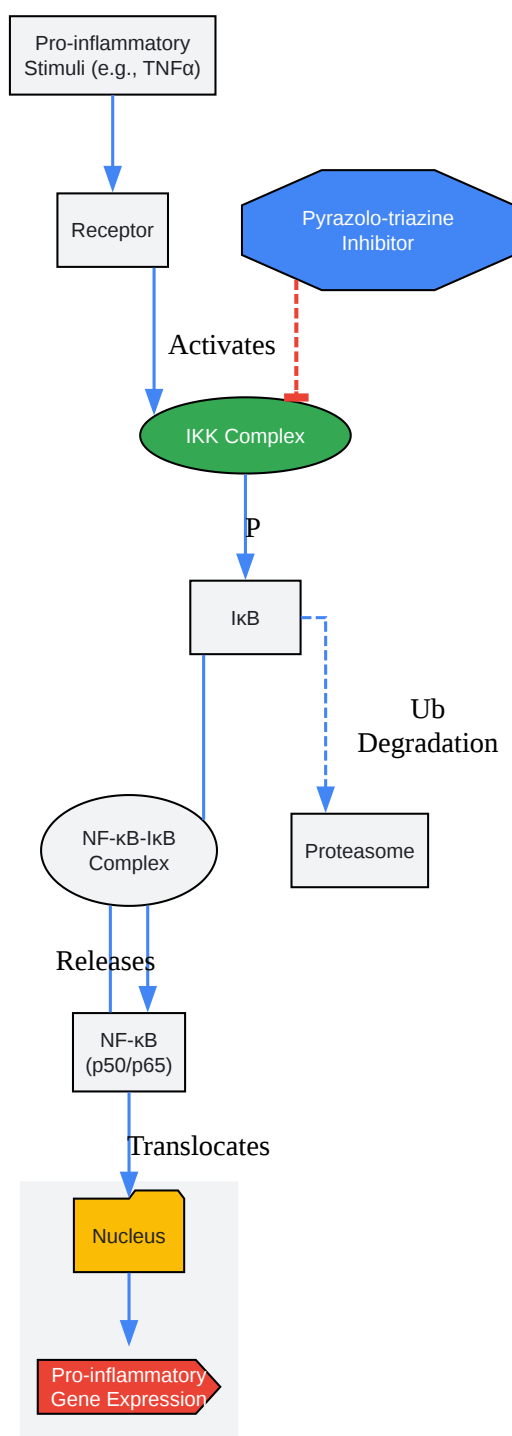 Pro-inflammatory
Stimuli (e.g., TNFα)
Receptor
Pyrazolo-triazine
Inhibitor
Activates
IKK Complex
P
IκB
Ub
Degradation
NF-κB-IκB
Complex
Proteasome
Releases
NF-κB
(p50/p65)
Translocates
Nucleus
Pro-inflammatory
Gene Expression